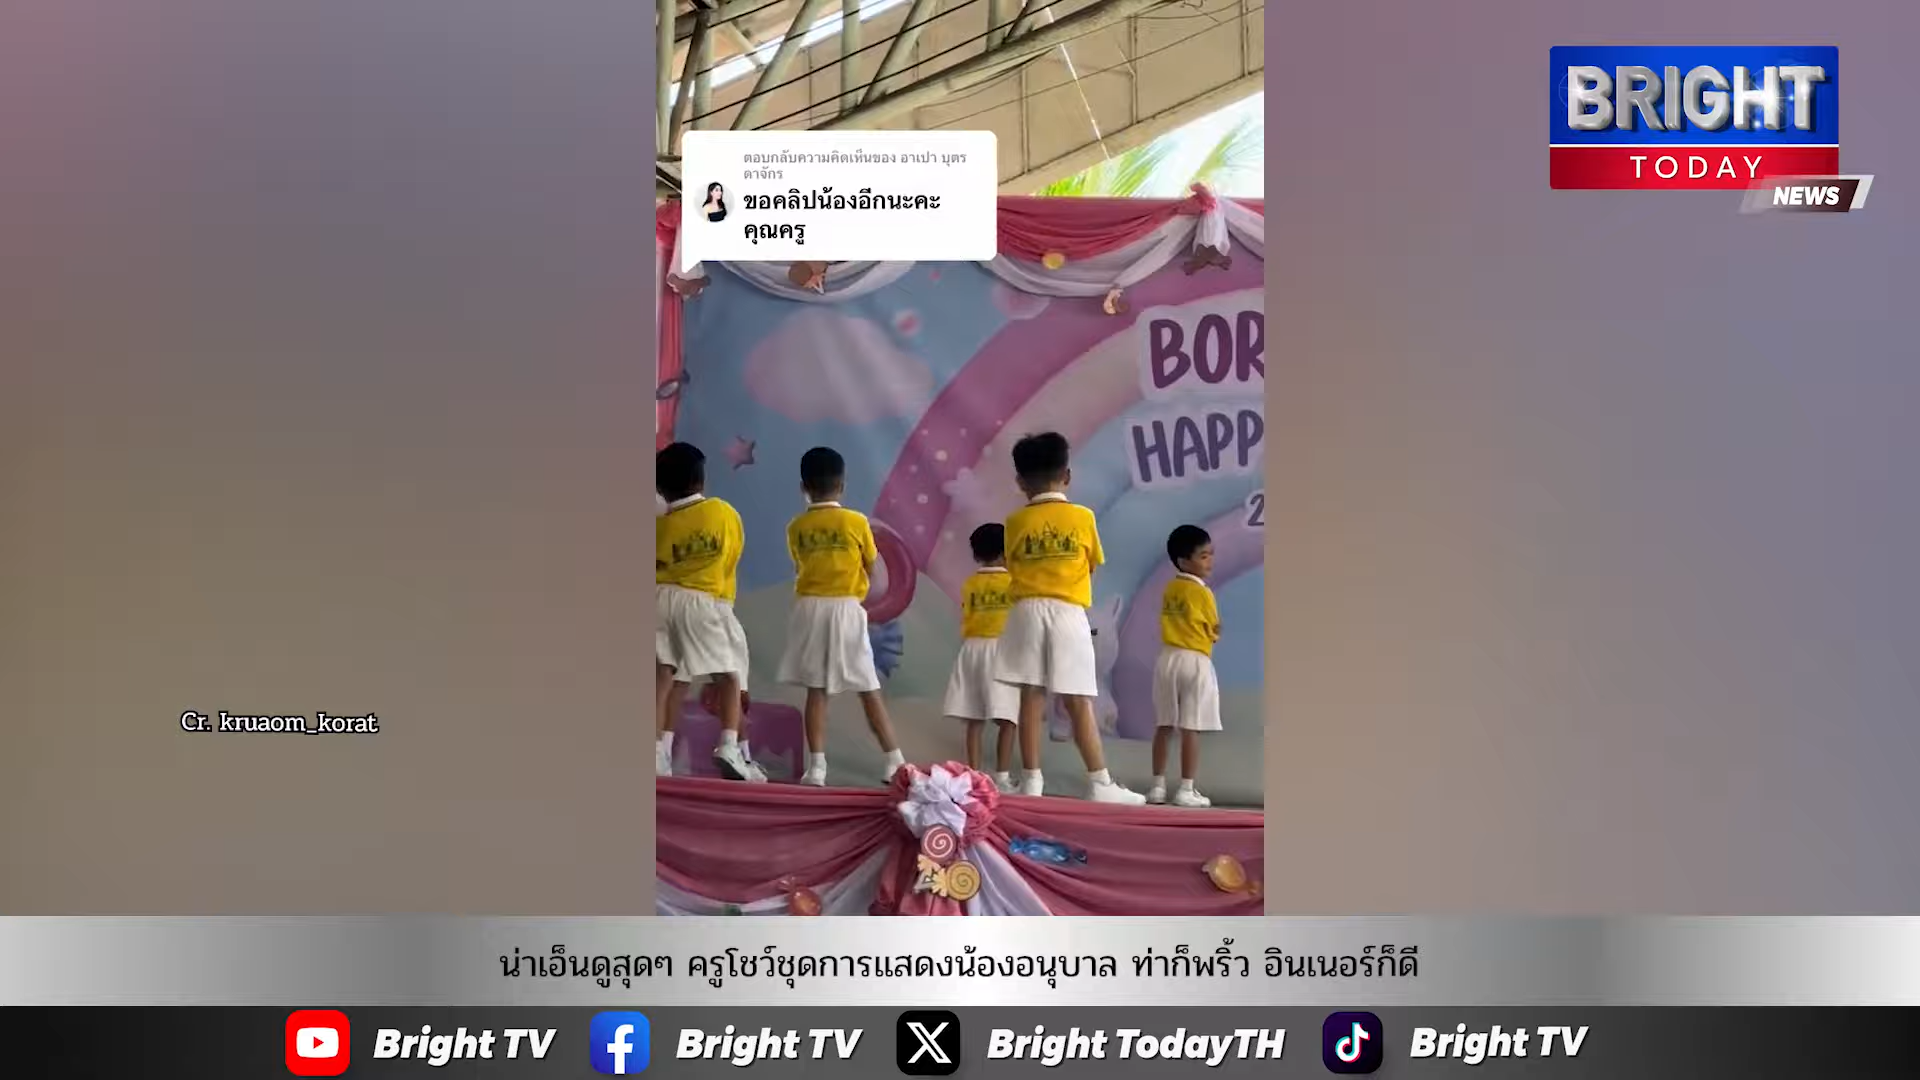 BRIGHT
TODAY
NEWS
ตอบกลับความคิดเห็นของ อาเปา บุตร
ดาจักร
ขอคลิปน้องอีกนะคะ
คุณครู
BOR
HAPP
2
Cr. kruaom_korat
น่าเอ็นดูสุดๆ ครูโชว์ชุดการแสดงน้องอนุบาล ท่าก็พริ้ว อินเนอร์ก็ดี
Bright TV
Bright TV
Bright TodayTH
Bright TV